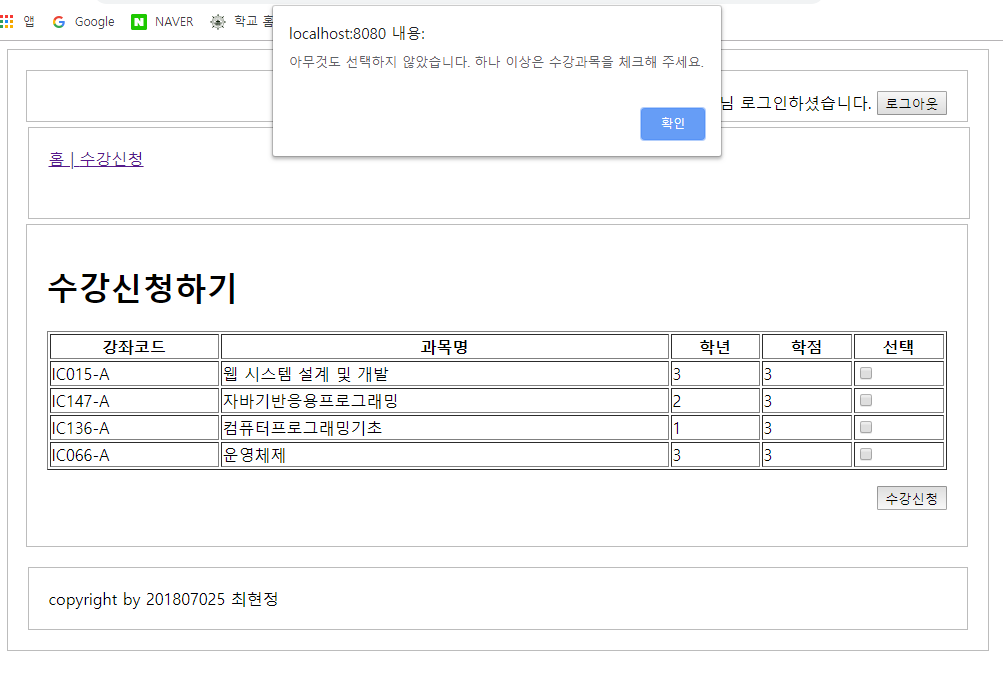 앱 Google NAVER 학교 홈
localhost:8080 내용:
아무것도 선택하지 않았습니다. 하나 이상은 수강과목을 체크해 주세요.
확인
님 로그인하셨습니다. 로그아웃
홈 | 수강신청
수강신청하기
강좌코드 과목명 학년 학점 선택
IC015-A 웹 시스템 설계 및 개발 3 3
IC147-A 자바기반응용프로그래밍 2 3
IC136-A 컴퓨터프로그래밍기초 1 3
IC066-A 운영체제 3 3
수강신청
copyright by 201807025 최현정